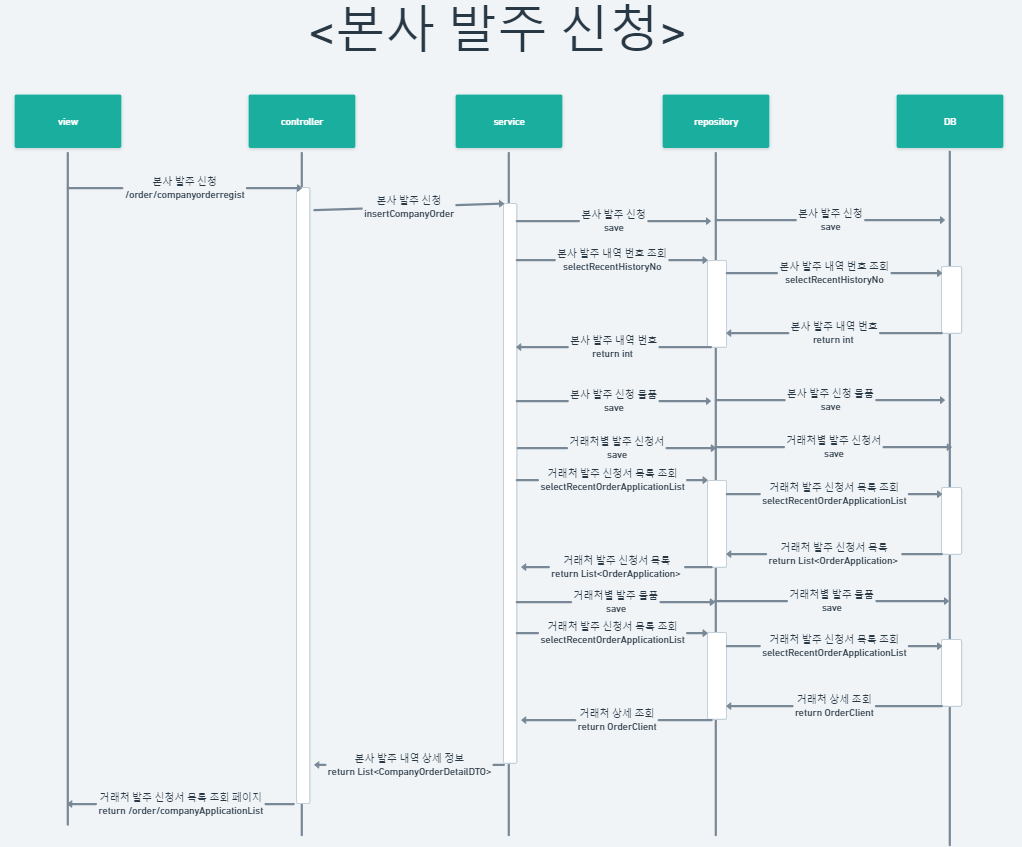 <본사 발주 신청>
view
controller
service
repository
DB
본사 발주 신청
/order/companyorderregist
본사 발주 신청
insertCompanyOrder
본사 발주 신청
save
본사 발주 신청
save
본사 발주 내역 번호 조회
selectRecentHistoryNo
본사 발주 내역 번호 조회
selectRecentHistoryNo
본사 발주 내역 번호
return int
본사 발주 내역 번호
return int
본사 발주 신청 물품
save
본사 발주 신청 물품
save
거래처별 발주 신청서
save
거래처별 발주 신청서
save
거래처 발주 신청서 목록 조회
selectRecentOrderApplicationList
거래처 발주 신청서 목록 조회
selectRecentOrderApplicationList
거래처 발주 신청서 목록
return List<OrderApplication>
거래처 발주 신청서 목록
return List<OrderApplication>
거래처별 발주 물품
save
거래처별 발주 물품
save
거래처 발주 신청서 목록 조회
selectRecentOrderApplicationList
거래처 발주 신청서 목록 조회
selectRecentOrderApplicationList
거래처 상세 조회
return OrderClient
거래처 상세 조회
return OrderClient
본사 발주 내역 상세 정보
return List<CompanyOrderDetailDTO>
거래처 발주 신청서 목록 조회 페이지
return /order/companyApplicationList